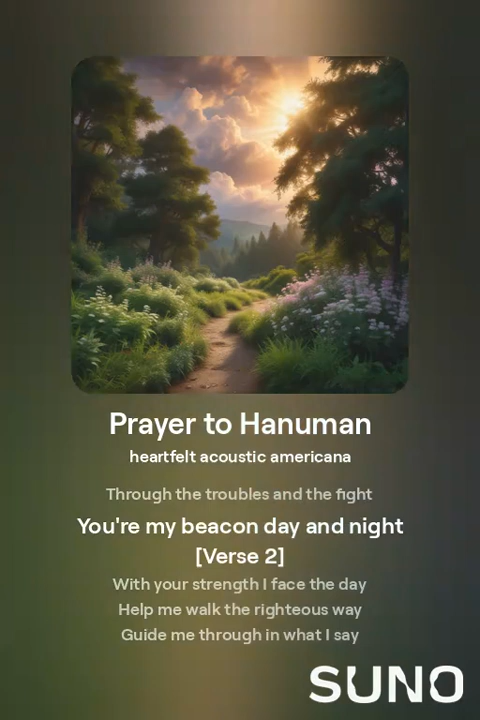 Prayer to Hanuman
heartfelt acoustic americana
Through the troubles and the fight
You're my beacon day and night
[Verse 2]
With your strength I face the day
Help me walk the righteous way
Guide me through in what I say
SUNO